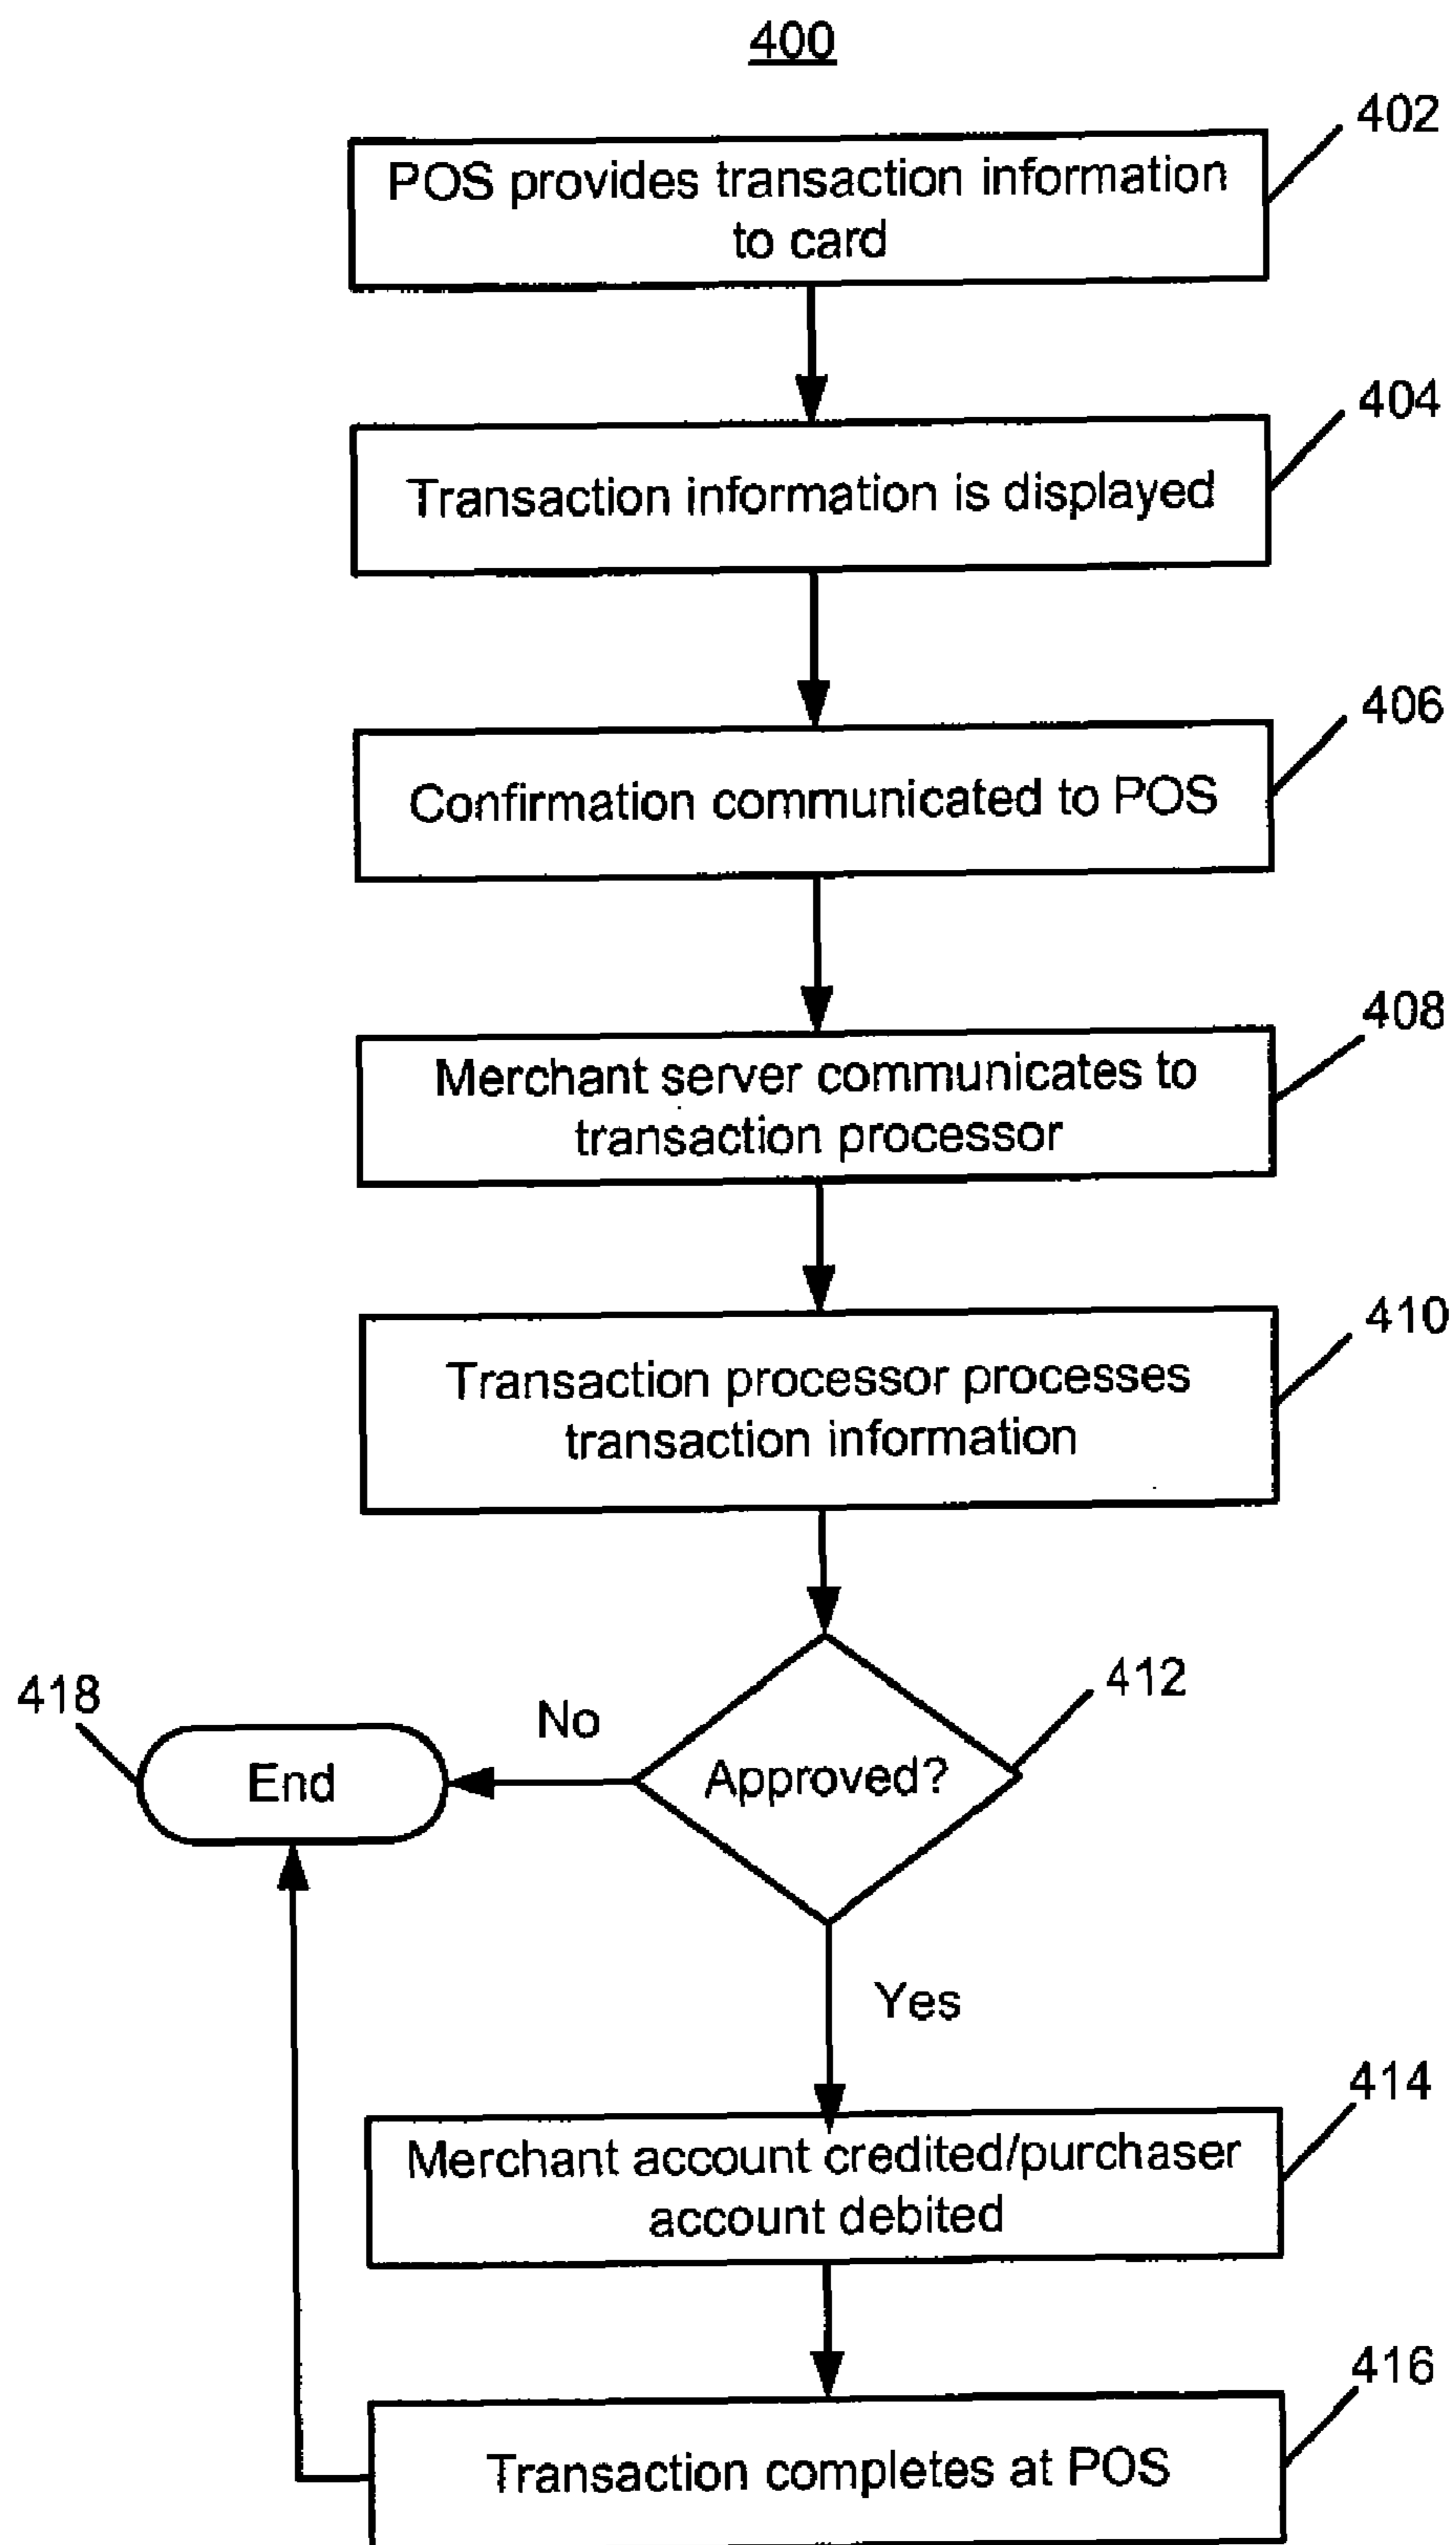 400
402
POS provides transaction information
to card
404
Transaction information is displayed
406
Confirmation communicated to POS
408
Merchant server communicates to
transaction processor
410
Transaction processor processes
transaction information
412
418
No
End
Approved?
Yes
414
Merchant account credited/purchaser
account debited
416
Transaction completes at POS